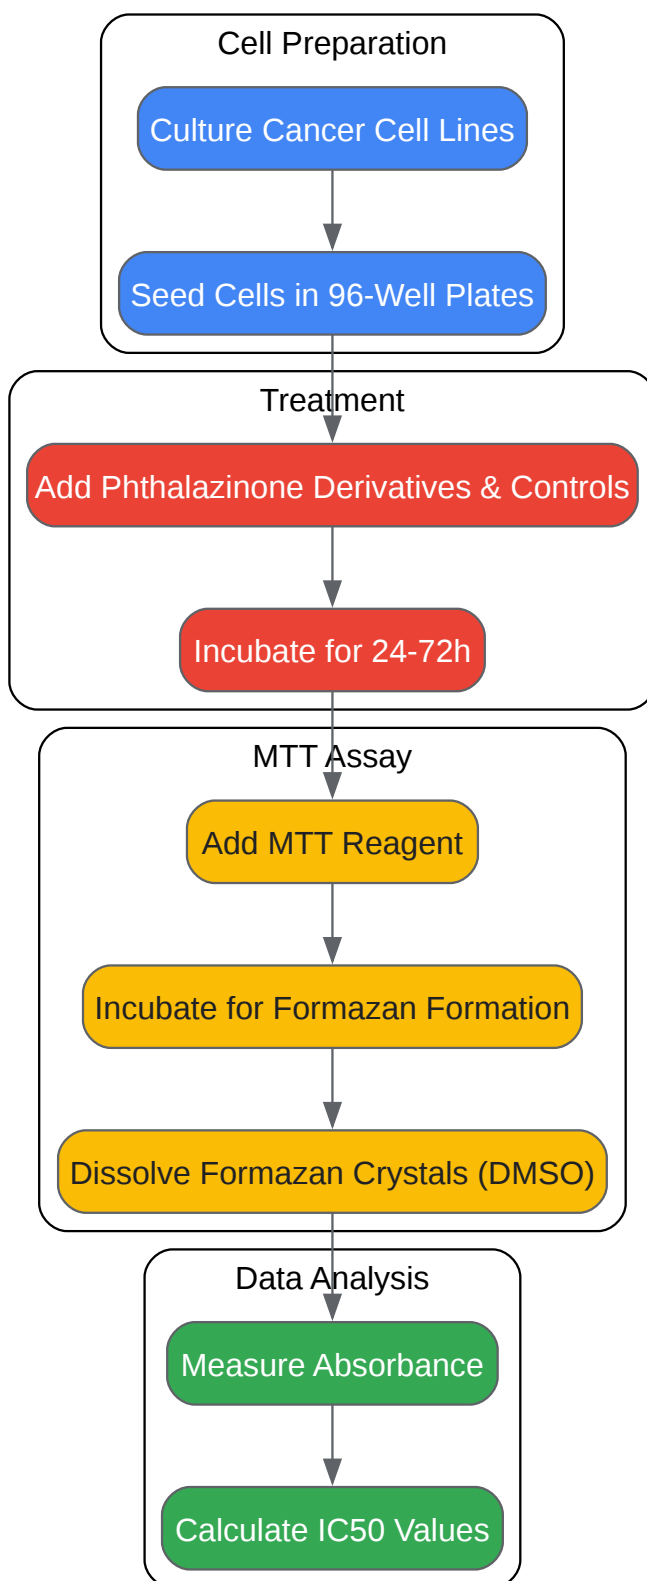 Cell Preparation
Culture Cancer Cell Lines
Seed Cells in 96-Well Plates
Treatment
Add Phthalazinone Derivatives & Controls
Incubate for 24-72h
MTT Assay
Add MTT Reagent
Incubate for Formazan Formation
Dissolve Formazan Crystals (DMSO)
Data Analysis
Measure Absorbance
Calculate IC50 Values